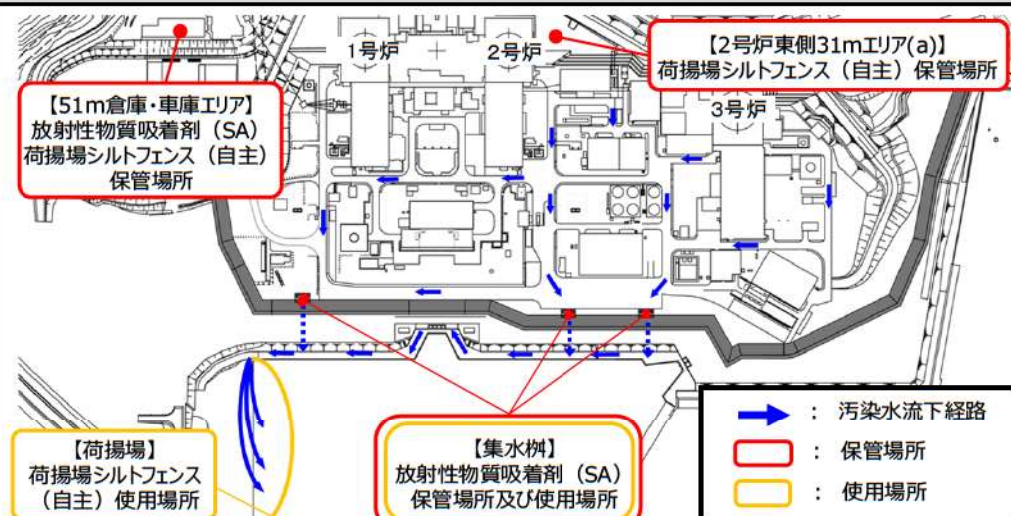 1号炉
2号炉
3号炉
【2号炉東側31mエリア(a)】
荷揚場シルトフェンス（自主）保管場所
【51m倉庫・車庫エリア】
放射性物質吸着剤（SA）
荷揚場シルトフェンス（自主）
保管場所
【荷揚場】
荷揚場シルトフェンス
（自主）使用場所
【集水桝】
放射性物質吸着剤（SA）
保管場所及び使用場所
： 汚染水流下経路
： 保管場所
： 使用場所